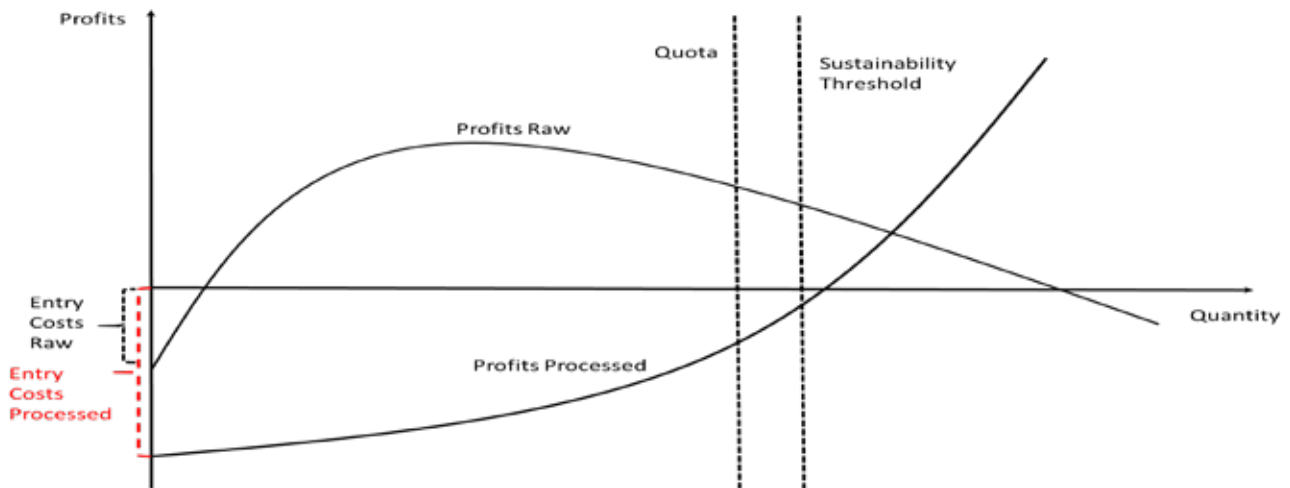 Profits
Quota
Sustainability
Threshold
Profits Raw
Entry
Costs
Raw
Quantity
Profits Processed
Entry
Costs
Processed